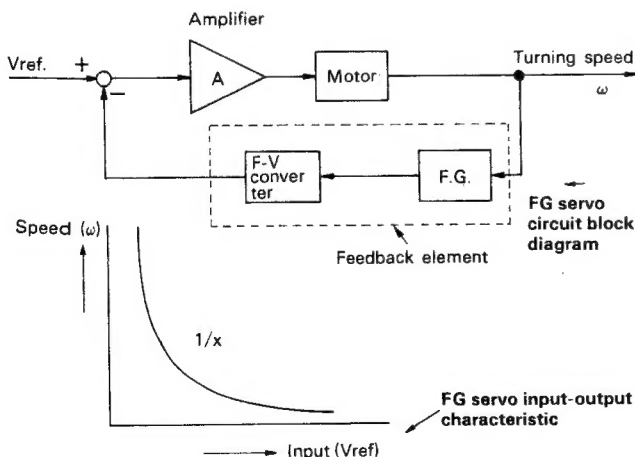 Amplifier
Vref.
+
−
A
Motor
Turning speed
ω
F-V
conver
ter
F.G.
FG servo
circuit block
diagram
Feedback element
Speed (ω)
1/x
FG servo input-output
characteristic
Input (Vref)